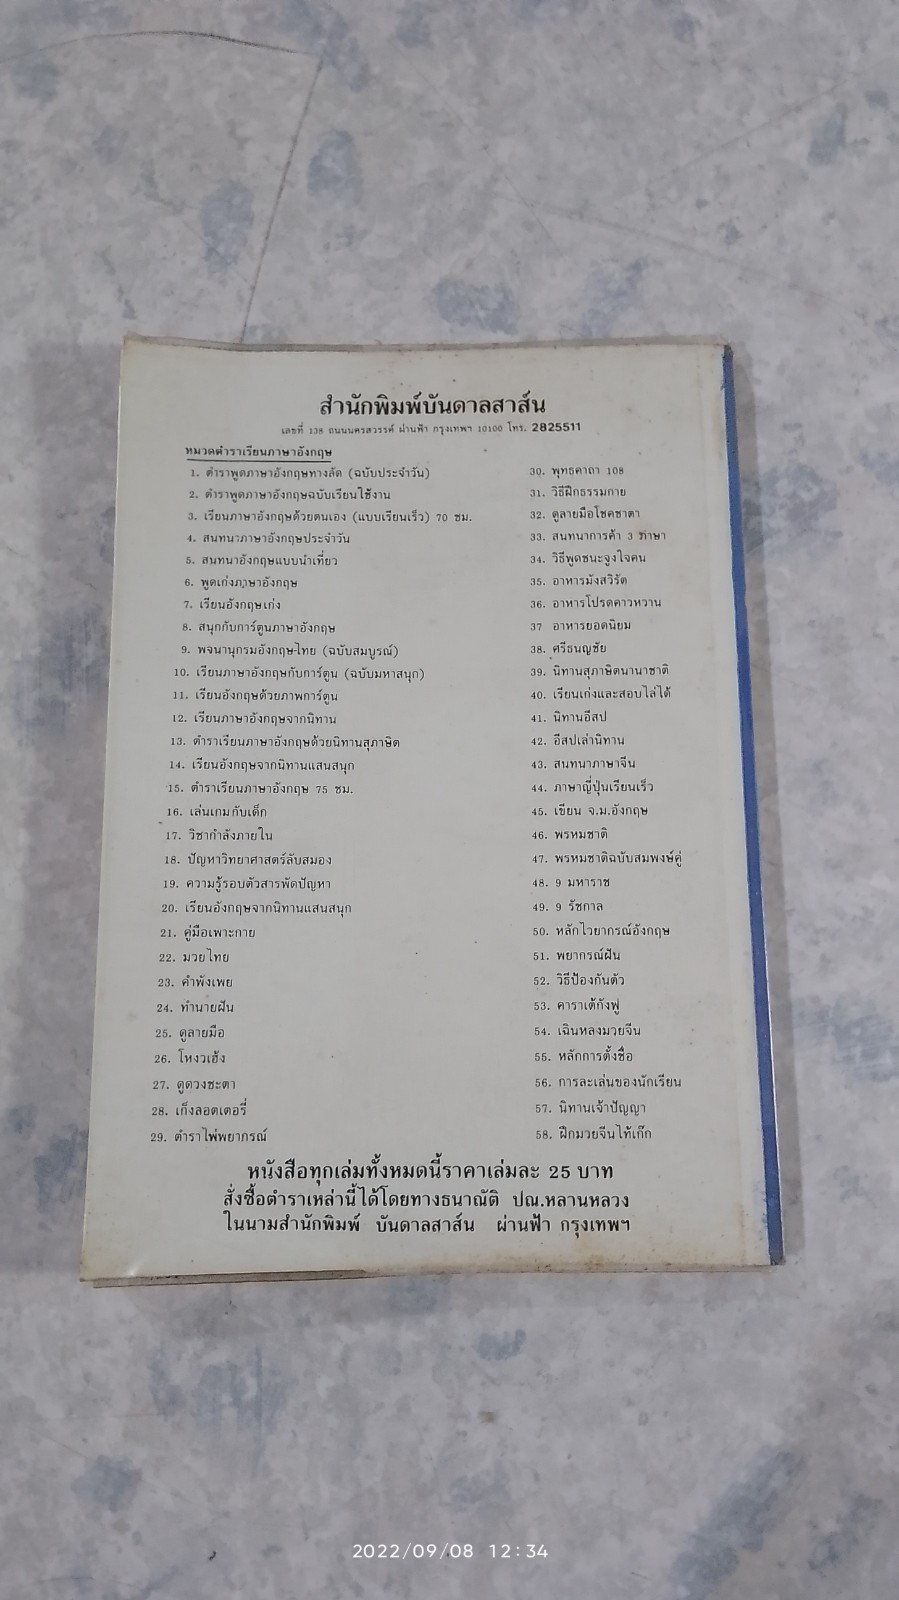 สำนักพิมพ์บันดาลสาส์น
เลขที่ 138 ถนนนครสวรรค์ ผ่านฟ้า กรุงเทพฯ 10100 โทร. 2825511
หมวดตำราเรียนภาษาอังกฤษ
1. ตำราพูดภาษาอังกฤษทางลัด (ฉบับประจำวัน)
2. ตำราพูดภาษาอังกฤษฉบับเรียนใช้งาน
3. เรียนภาษาอังกฤษด้วยตนเอง (แบบเรียนเร็ว) 70 ชม.
4. สนทนาภาษาอังกฤษประจำวัน
5. สนทนาอังกฤษแบบนำเที่ยว
6. พูดเก่งภาษาอังกฤษ
7. เรียนอังกฤษเก่ง
8. สนุกกับการ์ตูนภาษาอังกฤษ
9. พจนานุกรมอังกฤษ-ไทย (ฉบับสมบูรณ์)
10. เรียนภาษาอังกฤษกับการ์ตูน (ฉบับมหาสนุก)
11. เรียนอังกฤษด้วยภาพการ์ตูน
12. เรียนภาษาอังกฤษจากนิทาน
13. ตำราเรียนภาษาอังกฤษด้วยนิทานสุภาษิต
14. เรียนอังกฤษจากนิทานแสนสนุก
15. ตำราเรียนภาษาอังกฤษ 75 ชม.
16. เล่นเกมกับเด็ก
17. วิชากำลังภายใน
18. ปัญหาวิทยาศาสตร์ลับสมอง
19. ความรู้รอบตัวสารพัดปัญหา
20. เรียนอังกฤษจากนิทานแสนสนุก
21. คู่มือเพาะกาย
22. มวยไทย
23. คำพังเพย
24. ทำนายฝัน
25. ดูลายมือ
26. โหงวเฮ้ง
27. ดูดวงชะตา
28. เก็งลอตเตอรี่
29. ตำราไพ่พยากรณ์
30. พุทธคาถา 108
31. วิธีฝึกธรรมกาย
32. ดูลายมือโชคชาตา
33. สนทนาการค้า 3 ภาษา
34. วิธีพูดชนะจูงใจคน
35. อาหารมังสวิรัต
36. อาหารโปรดคาวหวาน
37 อาหารยอดนิยม
38. ศรีธนญชัย
39. นิทานสุภาษิตนานาชาติ
40. เรียนเก่งและสอบไล่ได้
41. นิทานอีสป
42. อีสปเล่านิทาน
43. สนทนาภาษาจีน
44. ภาษาญี่ปุ่นเรียนเร็ว
45. เขียน จ.ม.อังกฤษ
46. พรหมชาติ
47. พรหมชาติฉบับสมพงษ์คู่
48. 9 มหาราช
49. 9 รัชกาล
50. หลักไวยากรณ์อังกฤษ
51. พยากรณ์ฝัน
52. วิธีป้องกันตัว
53. คาราเต้กังฟู
54. เฉินหลงมวยจีน
55. หลักการตั้งชื่อ
56. การละเล่นของนักเรียน
57. นิทานเจ้าปัญญา
58. ฝึกมวยจีนไท้เก๊ก
หนังสือทุกเล่มทั้งหมดนี้ราคาเล่มละ 25 บาท
สั่งซื้อตำราเหล่านี้ได้โดยทางธนาณัติ ปณ.หลานหลวง
ในนามสำนักพิมพ์ บันดาลสาส์น ผ่านฟ้า กรุงเทพฯ
2022/09/08 12:34